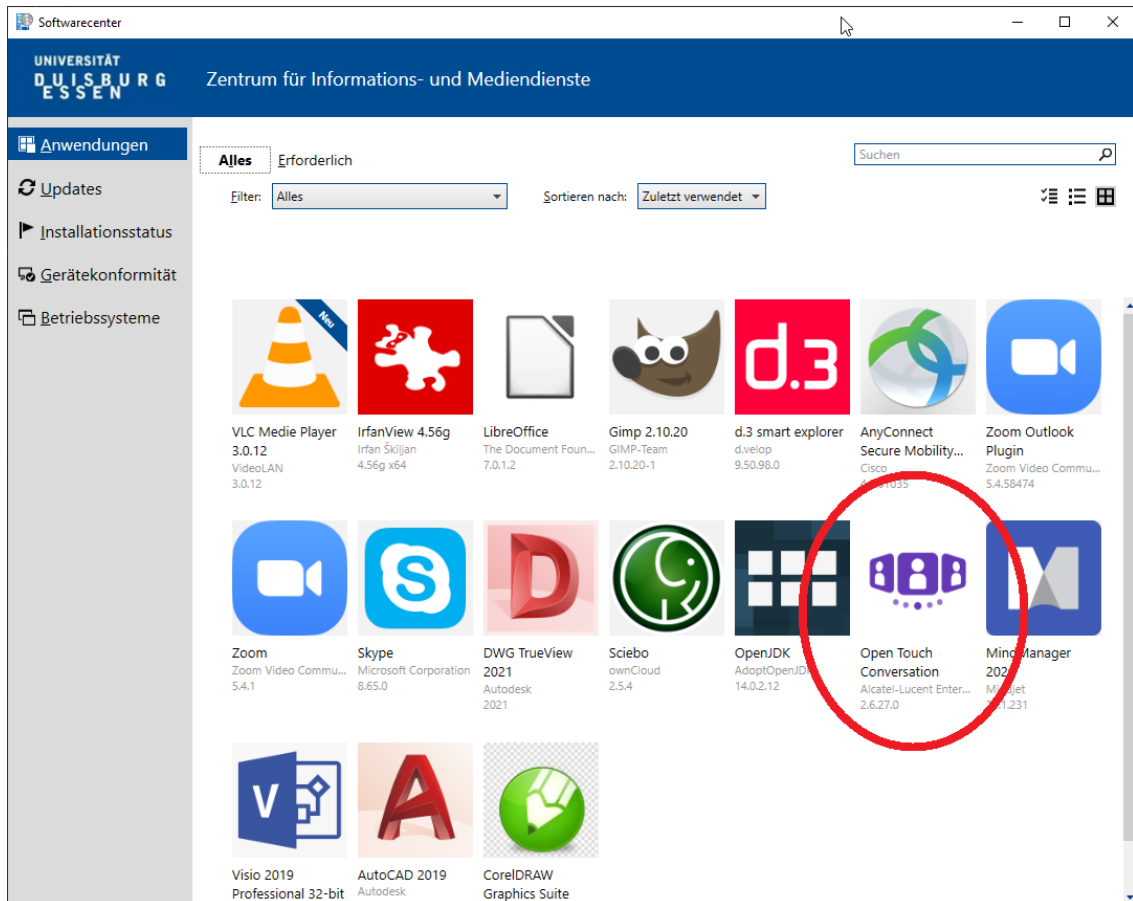 Softwarecenter
UNIVERSITÄT
DUISBURG
ESSEN
Zentrum für Informations- und Mediendienste
Anwendungen
Updates
Installationsstatus
Gerätekonformität
Betriebssysteme
Alles Erforderlich
Suchen
Filter: Alles Sortieren nach: Zuletzt verwendet
Neu
d.3
VLC Medie Player
3.0.12
VideoLAN
3.0.12
IrfanView 4.56g
Irfan Škiljan
4.56g x64
LibreOffice
The Document Foun...
7.0.1.2
Gimp 2.10.20
GIMP-Team
2.10.20-1
d.3 smart explorer
d.velop
9.50.98.0
AnyConnect
Secure Mobility...
Cisco
Zoom Outlook
Plugin
Zoom Video Commu...
5.4.58474
S
D
Zoom
Zoom Video Commu...
5.4.1
Skype
Microsoft Corporation
8.65.0
DWG TrueView
2021
Autodesk
2021
Sciebo
ownCloud
2.5.4
OpenJDK
14.0.2.12
Open Touch
Conversation
Alcatel-Lucent Enter...
2.6.27.0
MindManager
V
A
Visio 2019
Professional 32-bit
AutoCAD 2019
Autodesk
CorelDRAW
Graphics Suite